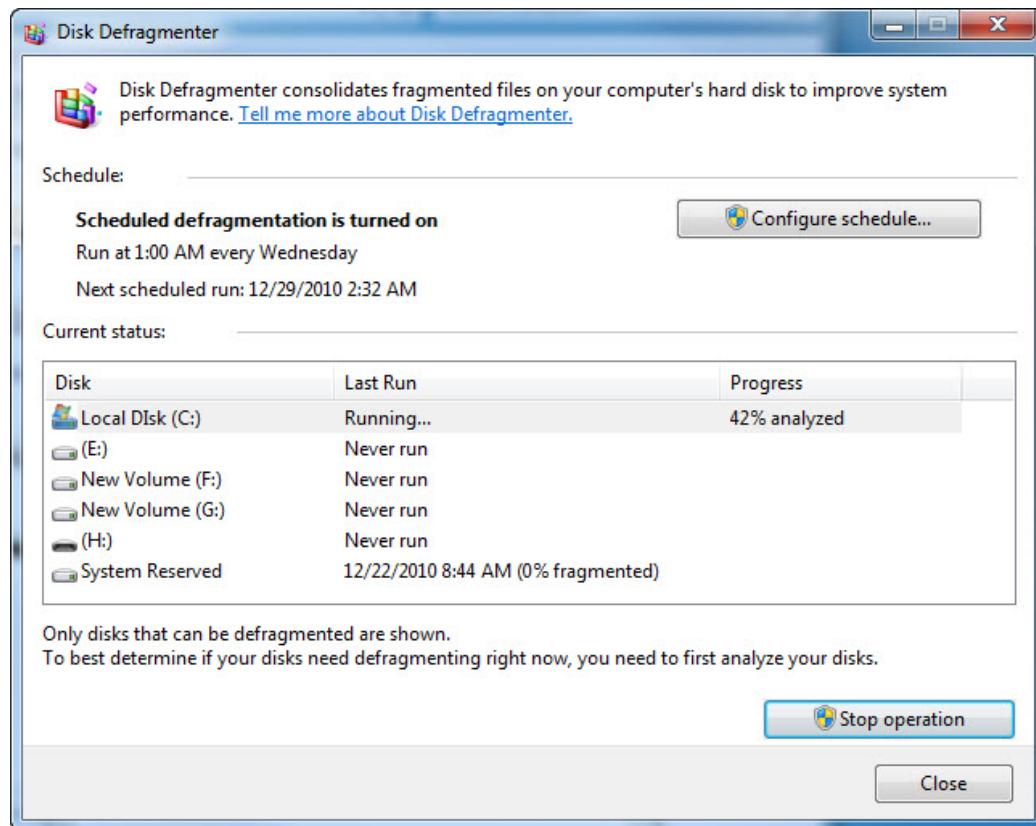 Disk Defragmenter
Disk Defragmenter consolidates fragmented files on your computer's hard disk to improve system
performance. Tell me more about Disk Defragmenter.
Schedule:
Scheduled defragmentation is turned on
Configure schedule...
Run at 1:00 AM every Wednesday
Next scheduled run: 12/29/2010 2:32 AM
Current status:
Disk Last Run Progress
Local DIsk (C:) Running... 42% analyzed
(E:) Never run
New Volume (F:) Never run
New Volume (G:) Never run
(H:) Never run
System Reserved 12/22/2010 8:44 AM (0% fragmented)
Only disks that can be defragmented are shown.
To best determine if your disks need defragmenting right now, you need to first analyze your disks.
Stop operation
Close